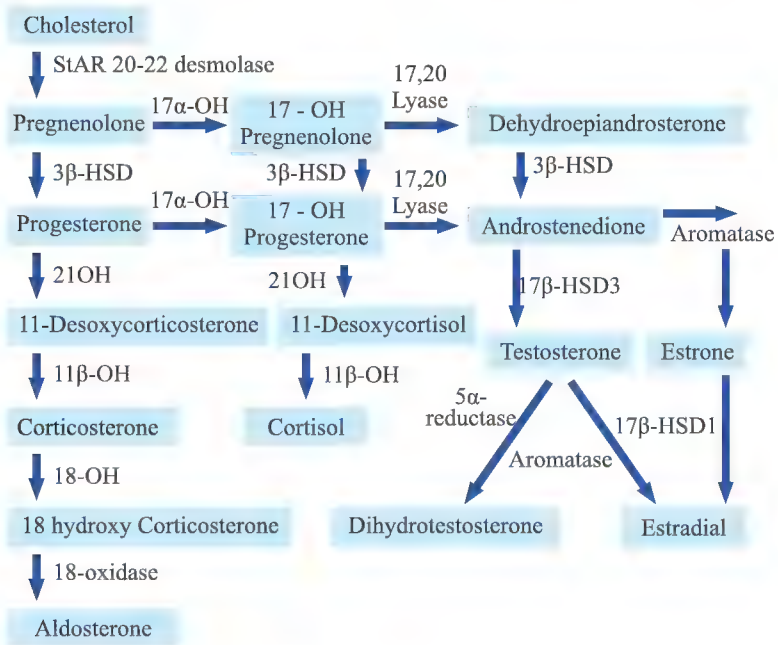 Cholesterol
StAR 20-22 desmolase
17α-OH
17,20
Lyase
Pregnenolone
17 - OH
Pregnenolone
Dehydroepiandrosterone
3β-HSD
3β-HSD
3β-HSD
17α-OH
17,20
Lyase
Progesterone
17 - OH
Progesterone
Androstenedione
Aromatase
21OH
21OH
17β-HSD3
11-Desoxycorticosterone
11-Desoxycortisol
Testosterone
Estrone
11β-OH
11β-OH
5α-
reductase
17β-HSD1
Aromatase
Corticosterone
Cortisol
18-OH
18 hydroxy Corticosterone
Dihydrotestosterone
Estradial
18-oxidase
Aldosterone